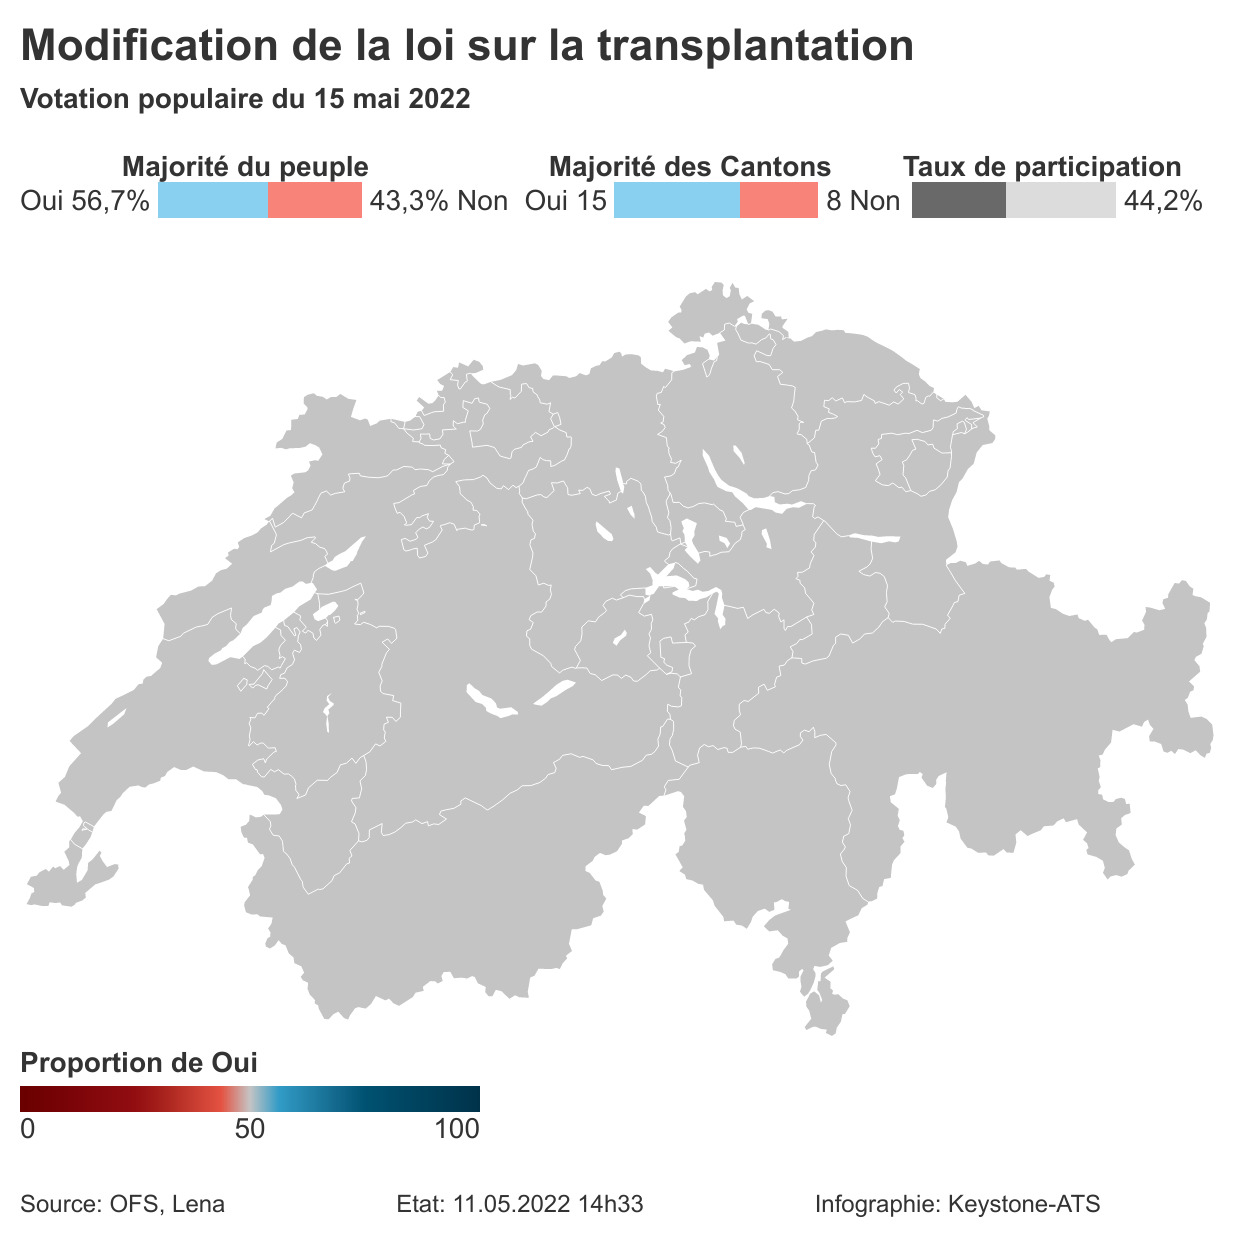 Modification de la loi sur la transplantation
Votation populaire du 15 mai 2022
Majorité du peuple Majorité des Cantons Taux de participation
Oui 56,7% 43,3% Non Oui 15 8 Non 44,2%
Proportion de Oui
0 50 100
Source: OFS, Lena Etat: 11.05.2022 14h33 Infographie: Keystone-ATS